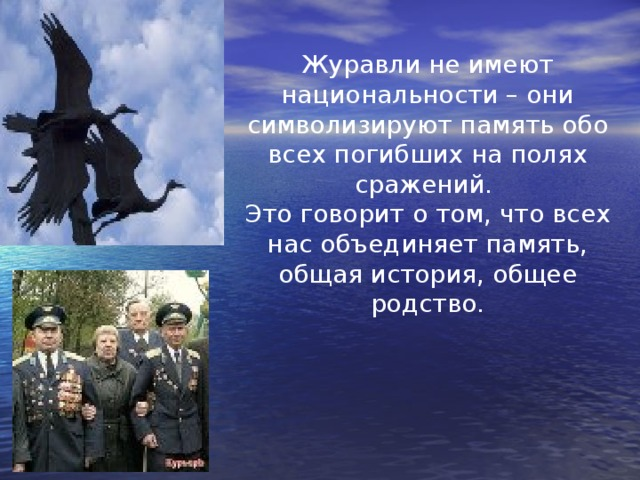 Журавли не имеют
национальности – они
символизируют память обо
всех погибших на полях
сражений.
Это говорит о том, что всех
нас объединяет память,
общая история, общее
родство.